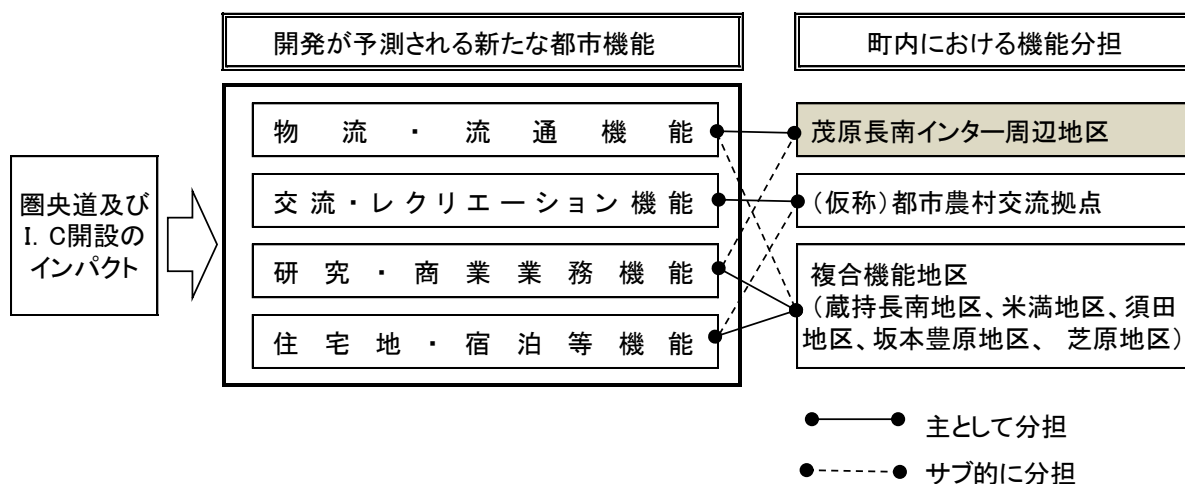 開発が予測される新たな都市機能
町内における機能分担
圏央道及び
I．C開設の
インパクト
物流・流通機能
交流・レクリエーション機能
研究・商業業務機能
住宅地・宿泊等機能
茂原長南インター周辺地区
（仮称）都市農村交流拠点
複合機能地区
（蔵持長南地区、米満地区、須田
地区、坂本豊原地区、 芝原地区）
主として分担
サブ的に分担